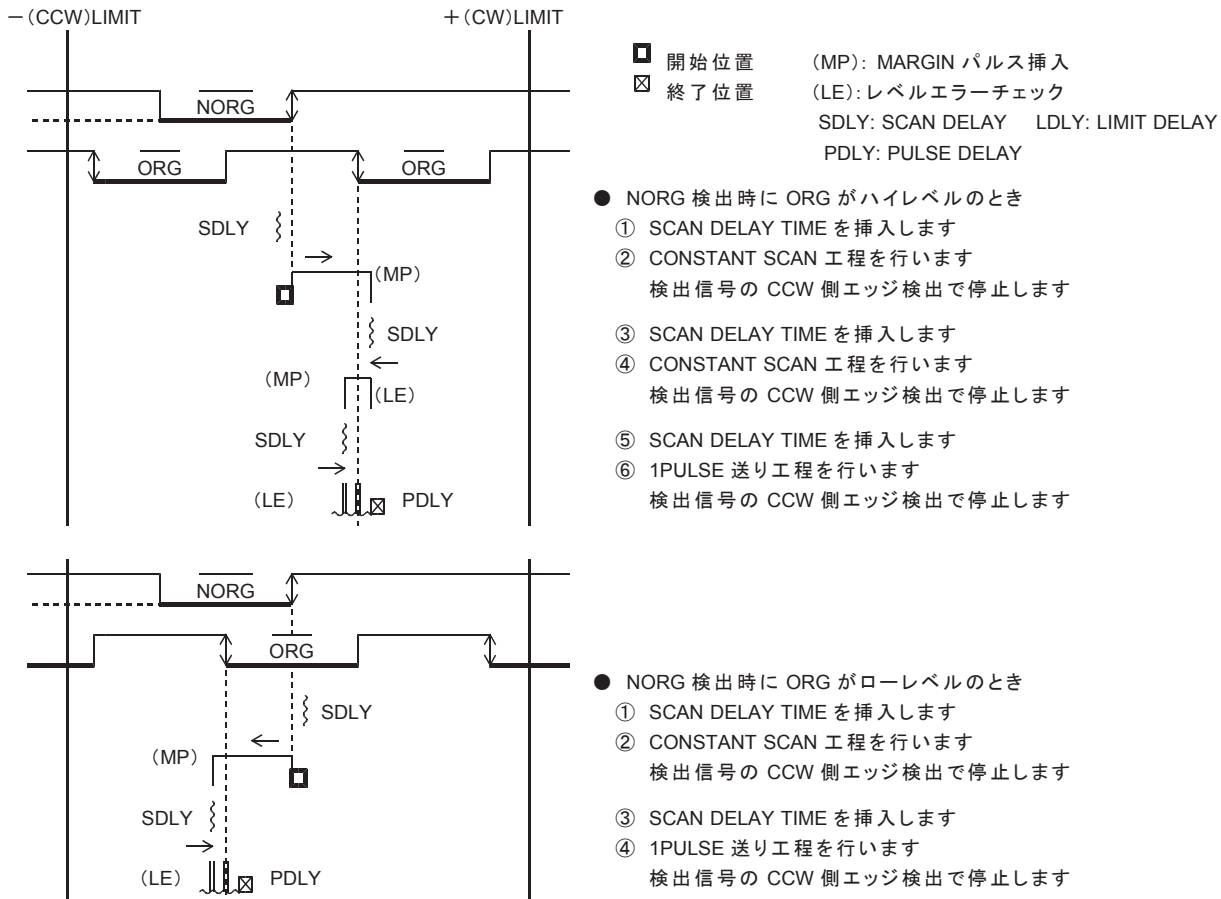 －(CCW)LIMIT
＋(CW)LIMIT
NORG
ORG
ORG
SDLY
(MP)
SDLY
(MP)
(LE)
SDLY
(LE)
PDLY
開始位置 (MP): MARGIN パルス挿入
終了位置 (LE):レベルエラーチェック
SDLY: SCAN DELAY LDLY: LIMIT DELAY
PDLY: PULSE DELAY
● NORG 検出時に ORG がハイレベルのとき
① SCAN DELAY TIME を挿入します
② CONSTANT SCAN 工程を行います
検出信号の CCW 側エッジ検出で停止します
③ SCAN DELAY TIME を挿入します
④ CONSTANT SCAN 工程を行います
検出信号の CCW 側エッジ検出で停止します
⑤ SCAN DELAY TIME を挿入します
⑥ 1PULSE 送り工程を行います
検出信号の CCW 側エッジ検出で停止します
NORG
ORG
SDLY
(MP)
SDLY
(LE)
PDLY
● NORG 検出時に ORG がローレベルのとき
① SCAN DELAY TIME を挿入します
② CONSTANT SCAN 工程を行います
検出信号の CCW 側エッジ検出で停止します
③ SCAN DELAY TIME を挿入します
④ 1PULSE 送り工程を行います
検出信号の CCW 側エッジ検出で停止します